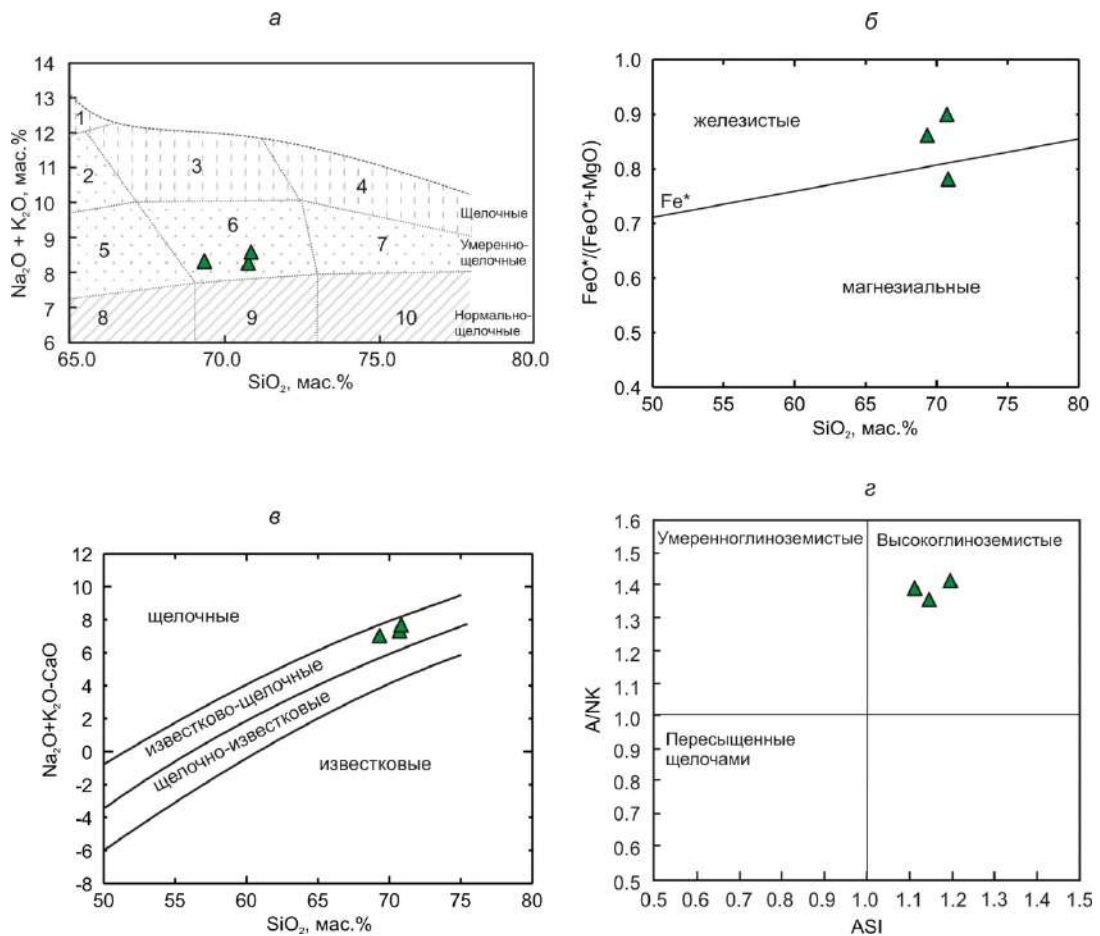 а
14
13
12
11
10
9
8
7
6
Na₂O + K₂O, мас.%
1
2
3
4
5
6
7
8
9
10
Щелочные
Умеренно-
щелочные
Нормально-
щелочные
65.0
70.0
75.0
80.0
SiO₂, мас.%
б
1.0
0.9
0.8
0.7
0.6
0.5
0.4
FeO*/(FeO*+MgO)
железистые
Fe*
магнезиальные
50
55
60
65
70
75
80
SiO₂, мас.%
в
12
10
8
6
4
2
0
-2
-4
-6
-8
Na₂O+K₂O-CaO
щелочные
известково-щелочные
щелочно-известковые
известковые
50
55
60
65
70
75
80
SiO₂, мас.%
г
1.6
1.5
1.4
1.3
1.2
1.1
1.0
0.9
0.8
0.7
0.6
0.5
A/NK
Умеренноглиноземистые
Высокоглиноземистые
Пересыщенные
щелочами
0.5
0.6
0.7
0.8
0.9
1.0
1.1
1.2
1.3
1.4
1.5
ASI